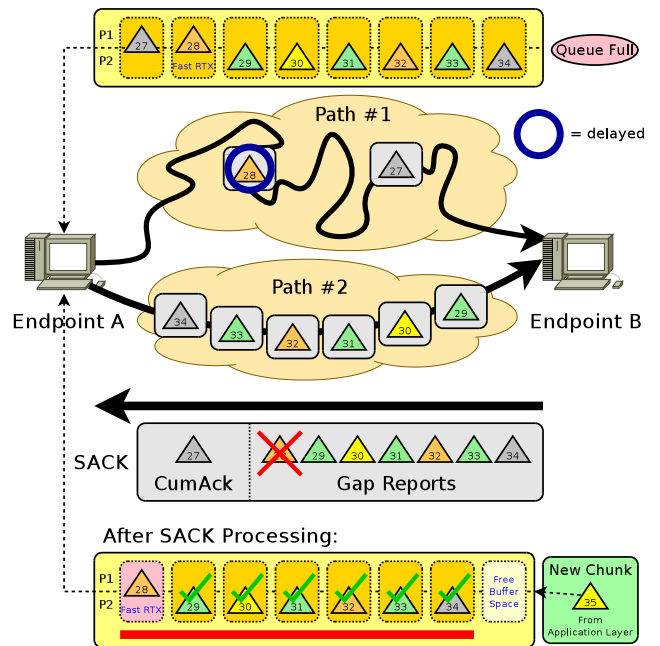 P1
P2
27
28
Fast RTX
29
30
31
32
33
34
Queue Full
Path #1
= delayed
28
27
Endpoint A
Endpoint B
Path #2
34
33
32
31
30
29
SACK
27
CumAck
29
30
31
32
33
34
Gap Reports
After SACK Processing:
P1
P2
28
Fast RTX
29
30
31
32
33
34
Free
Buffer
Space
New Chunk
35
From
Application Layer